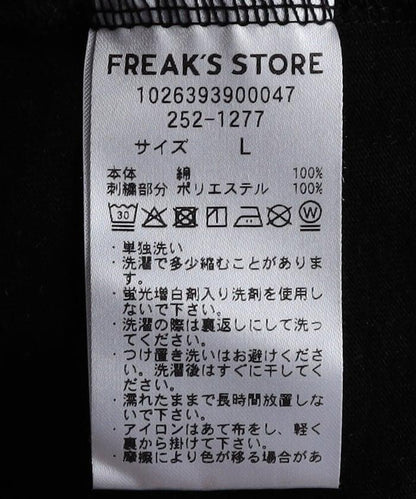 FREAK'S STORE
1026393900047
252-1277
サイズ L
本体 綿 100%
刺繍部分 ポリエステル 100%
30 W
・単独洗い
・洗濯で多少縮むことがありま
す。
・蛍光増白剤入り洗剤を使用し
ないで下さい。
・洗濯の際は裏返しにして洗っ
てください。
・つけ置き洗いはお避けくださ
い。洗濯後はすぐに干してく
ださい。
・濡れたままで長時間放置しな
いで下さい。
・アイロンはあて布をし、軽く
裏から掛けて下さい。
・摩擦により色が移る場合があ